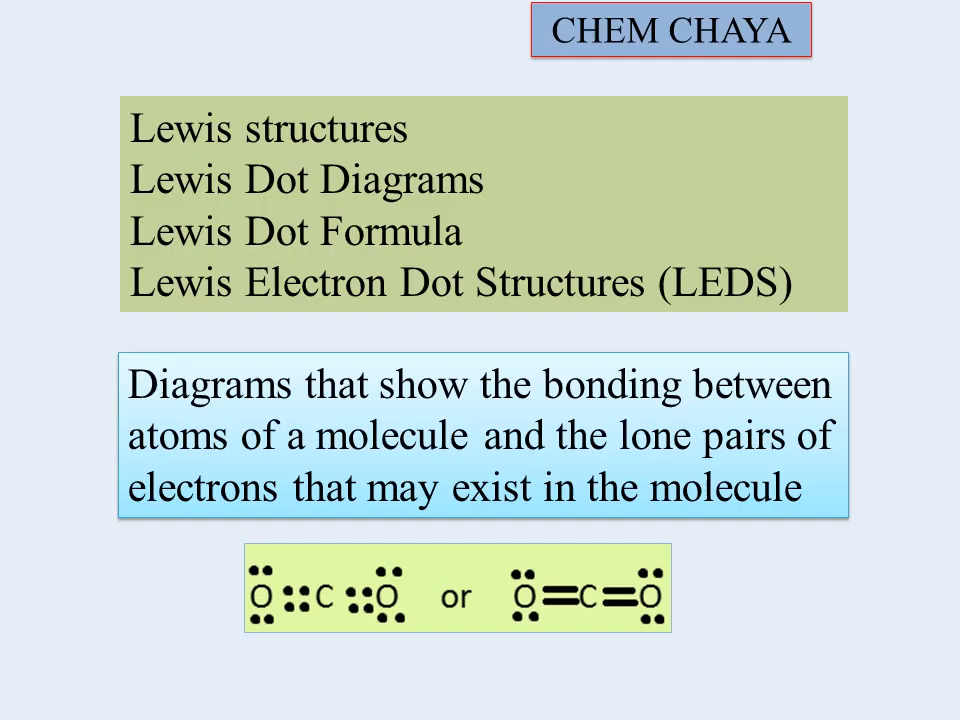 CHEM CHAYA
Lewis structures
Lewis Dot Diagrams
Lewis Dot Formula
Lewis Electron Dot Structures (LEDS)
Diagrams that show the bonding between
atoms of a molecule and the lone pairs of
electrons that may exist in the molecule
O :: C :: O or O=C=O